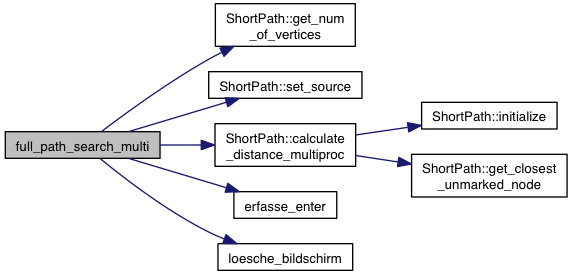 ShortPath::get_num
_of_vertices
ShortPath::set_source
full_path_search_multi
ShortPath::calculate
_distance_multiproc
ShortPath::initialize
ShortPath::get_closest
_unmarked_node
erfasse_enter
loesche_bildschirm